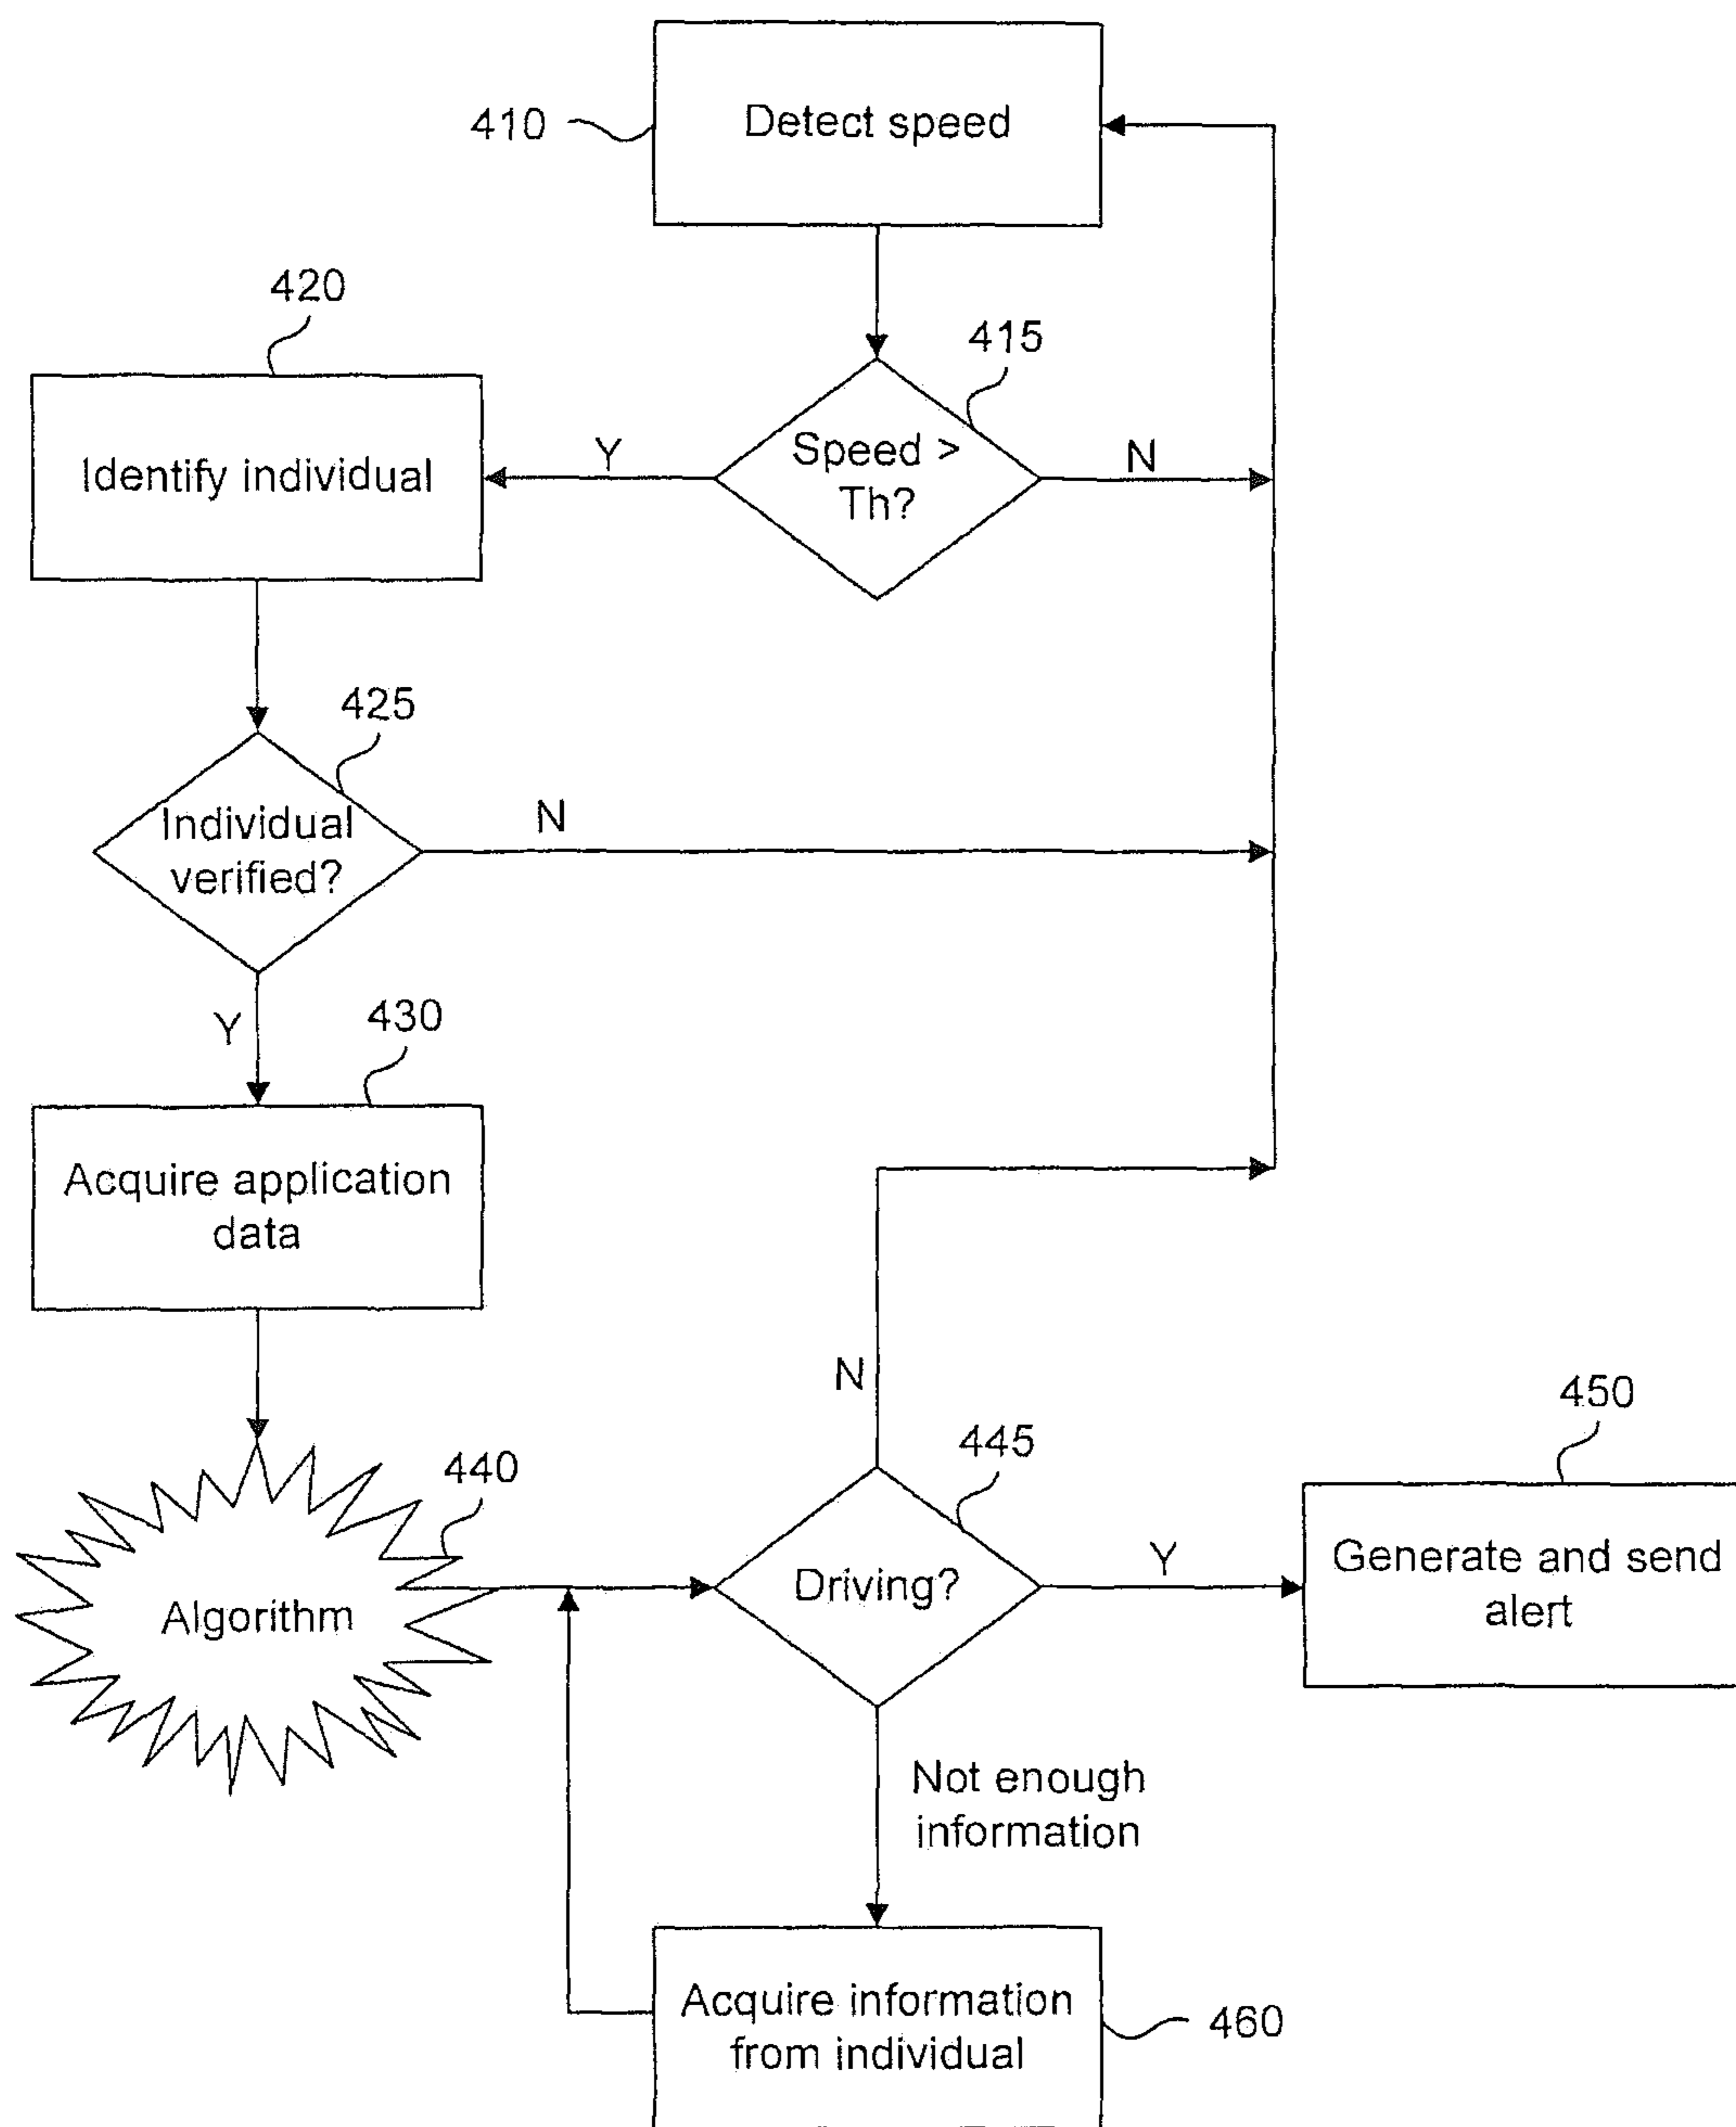 410
Detect speed
420
415
Identify individual
Y
Speed >
Th?
N
425
Individual
verified?
N
Y
430
Acquire application
data
N
450
445
440
Algorithm
Driving?
Y
Generate and send
alert
Not enough
information
Acquire information
from individual
460